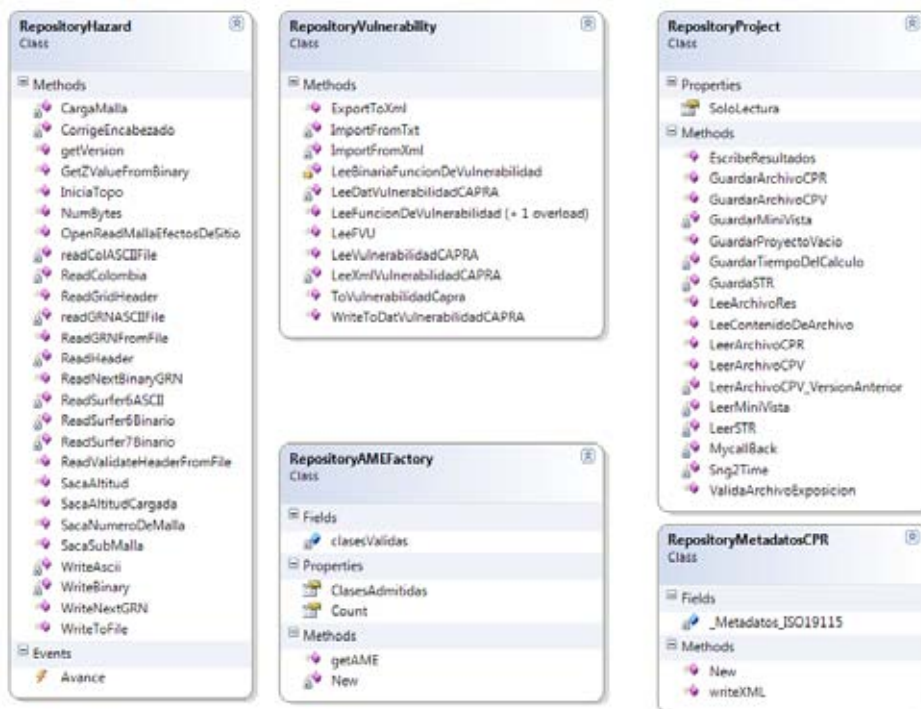 RepositoryHazard
Class
Methods
CargaMalla
CorrigeEncabezado
getVersion
GetZValueFromBinary
IniciaTopo
NumBytes
OpenReadMallaEfectosDeSitio
readColASCIIFile
ReadColombia
ReadGridHeader
readGRNASCIIFile
ReadGRNFromFile
ReadHeader
ReadNextBinaryGRN
ReadSurfer6ASCII
ReadSurfer6Binario
ReadSurfer7Binario
ReadValidateHeaderFromFile
SacaAltitud
SacaAltitudCargada
SacaNumeroDeMalla
SacaSubMalla
WriteAscii
WriteBinary
WriteNextGRN
WriteToFile
Events
Avance
RepositoryVulnerability
Class
Methods
ExportToXml
ImportFromTxt
ImportFromXml
LeeBinariaFuncionDeVulnerabilidad
LeeDatVulnerabilidadCAPRA
LeeFuncionDeVulnerabilidad (+ 1 overload)
LeeFVU
LeeVulnerabilidadCAPRA
LeeXmlVulnerabilidadCAPRA
ToVulnerabilidadCapra
WriteToDatVulnerabilidadCAPRA
RepositoryAMEFactory
Class
Fields
clasesValidas
Properties
ClasesAdmitidas
Count
Methods
getAME
New
RepositoryProject
Class
Properties
SoloLectura
Methods
EscribeResultados
GuardarArchivoCPR
GuardarArchivoCPV
GuardarMiniVista
GuardarProyectoVacio
GuardarTiempoDelCalculo
GuardaSTR
LeeArchivoRes
LeeContenidoDeArchivo
LeerArchivoCPR
LeerArchivoCPV
LeerArchivoCPV_VersionAnterior
LeerMiniVista
LeerSTR
MycallBack
Sng2Time
ValidaArchivoExposicion
RepositoryMetadatosCPR
Class
Fields
_Metadatos_ISO19115
Methods
New
writeXML